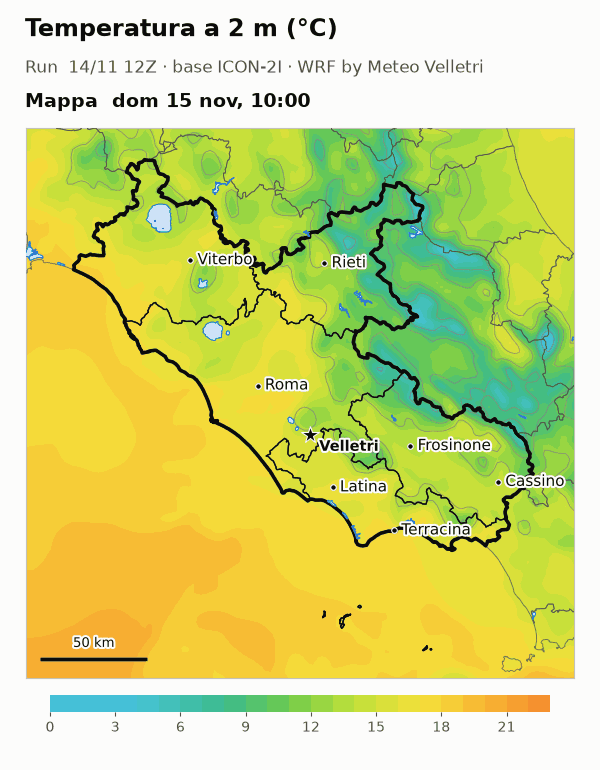 Temperatura a 2 m (°C)
Run 14/11 12Z · base ICON-2I · WRF by Meteo Velletri
Mappa dom 15 nov, 10:00
Viterbo
Rieti
Roma
Velletri
Frosinone
Latina
Cassino
Terracina
50 km
0 3 6 9 12 15 18 21